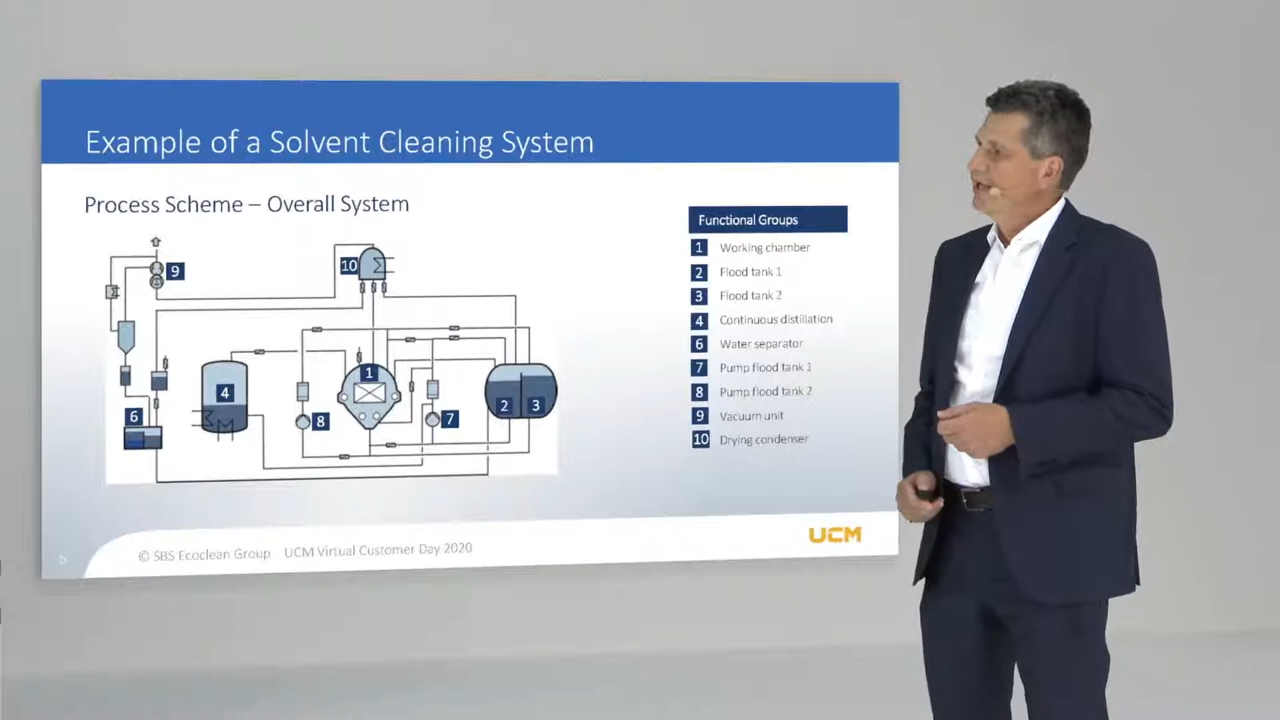 Example of a Solvent Cleaning System
Process Scheme – Overall System
9
10
1
4
2 3
6
8
7
Functional Groups
1 Working chamber
2 Flood tank 1
3 Flood tank 2
4 Continuous distillation
6 Water separator
7 Pump flood tank 1
8 Pump flood tank 2
9 Vacuum unit
10 Drying condenser
© SBS Ecoclean Group UCM Virtual Customer Day 2020
UCM